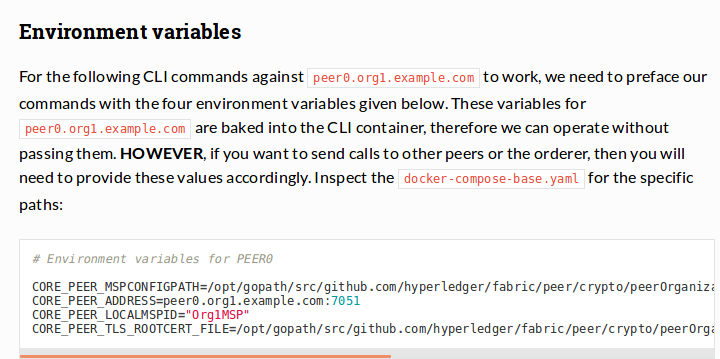 Environment variables
For the following CLI commands against peer0.org1.example.com to work, we need to preface our
commands with the four environment variables given below. These variables for
peer0.org1.example.com are baked into the CLI container, therefore we can operate without
passing them. HOWEVER, if you want to send calls to other peers or the orderer, then you will
need to provide these values accordingly. Inspect the docker-compose-base.yaml for the specific
paths:
# Environment variables for PEER0
CORE_PEER_MSPCONFIGPATH=/opt/gopath/src/github.com/hyperledger/fabric/peer/crypto/peerOrganiza
CORE_PEER_ADDRESS=peer0.org1.example.com:7051
CORE_PEER_LOCALMSPID="Org1MSP"
CORE_PEER_TLS_ROOTCERT_FILE=/opt/gopath/src/github.com/hyperledger/fabric/peer/crypto/peerOrga